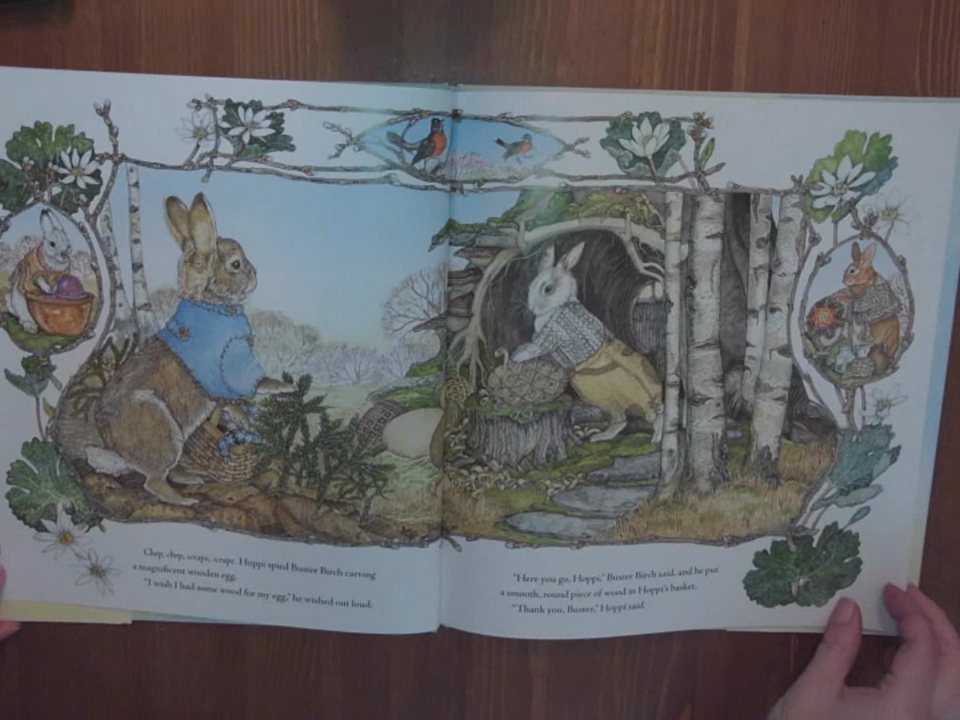 Chip, chip, scrape, scrape. Hoppi spied Buster Birch carving
a magnificent wooden egg.
"I wish I had some wood for my egg," he wished out loud.
"Here you go, Hoppi," Buster Birch said, and he put
a smooth, round piece of wood in Hoppi's basket.
"Thank you, Buster," Hoppi said.